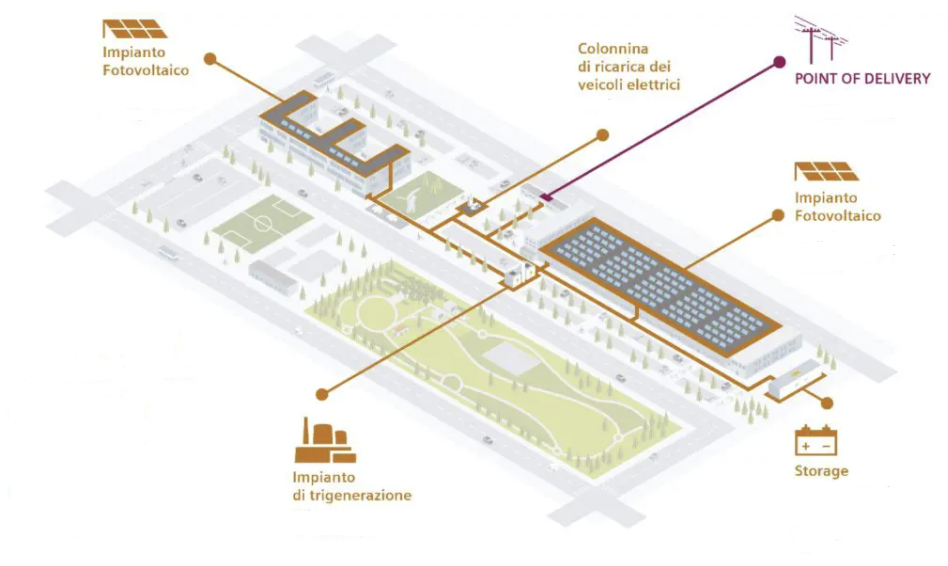 Impianto
Fotovoltaico
Colonnina
di ricarica dei
veicoli elettrici
POINT OF DELIVERY
Impianto
Fotovoltaico
Impianto
di trigenerazione
Storage